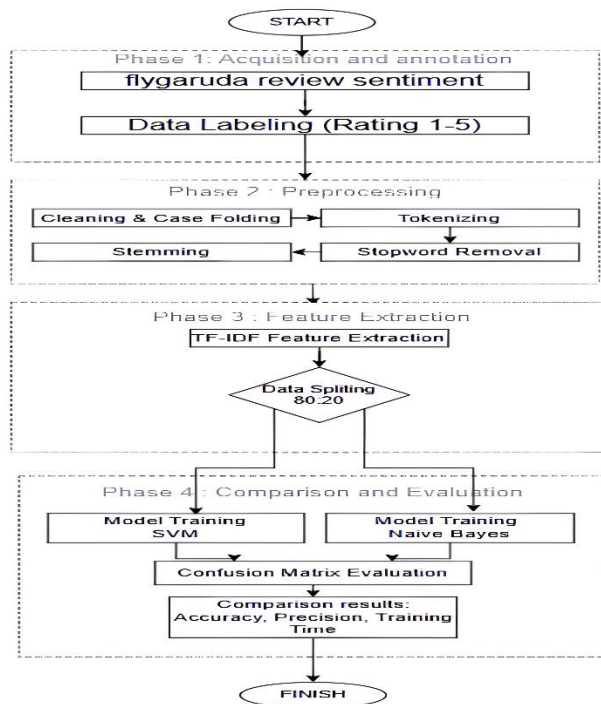 START
Phase 1: Acquisition and annotation
flygaruda review sentiment
Data Labeling (Rating 1-5)
Phase 2 : Preprocessing
Cleaning & Case Folding
Tokenizing
Stemming
Stopword Removal
Phase 3 : Feature Extraction
TF-IDF Feature Extraction
Data Spliting
80:20
Phase 4 : Comparison and Evaluation
Model Training
SVM
Model Training
Naive Bayes
Confusion Matrix Evaluation
Comparison results:
Accuracy, Precision, Training
Time
FINISH